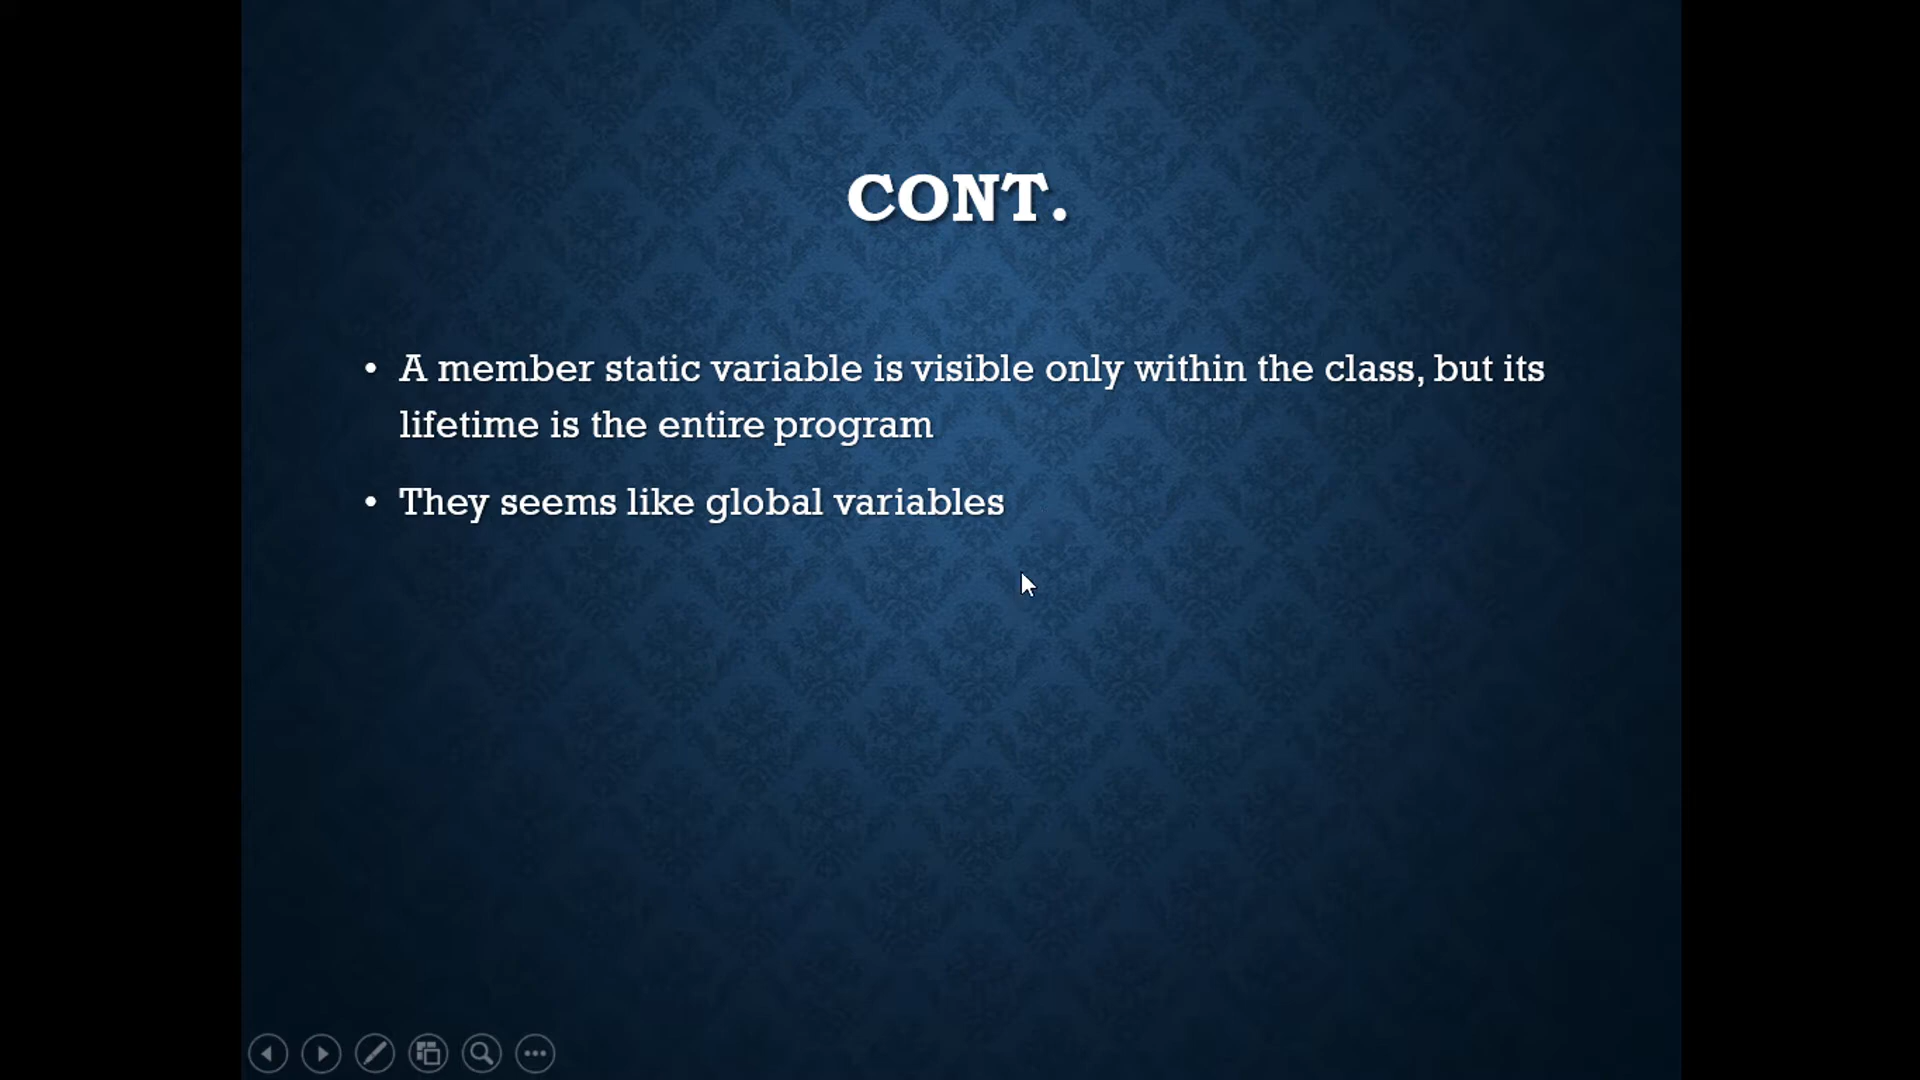 CONT.
• A member static variable is visible only within the class, but its
lifetime is the entire program
• They seems like global variables